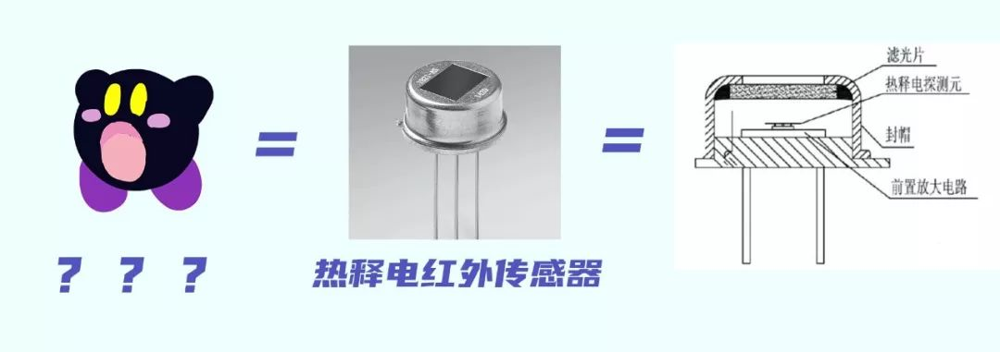 滤光片
热释电探测元
封帽
前置放大电路
=
=
? ? ?
热释电红外传感器